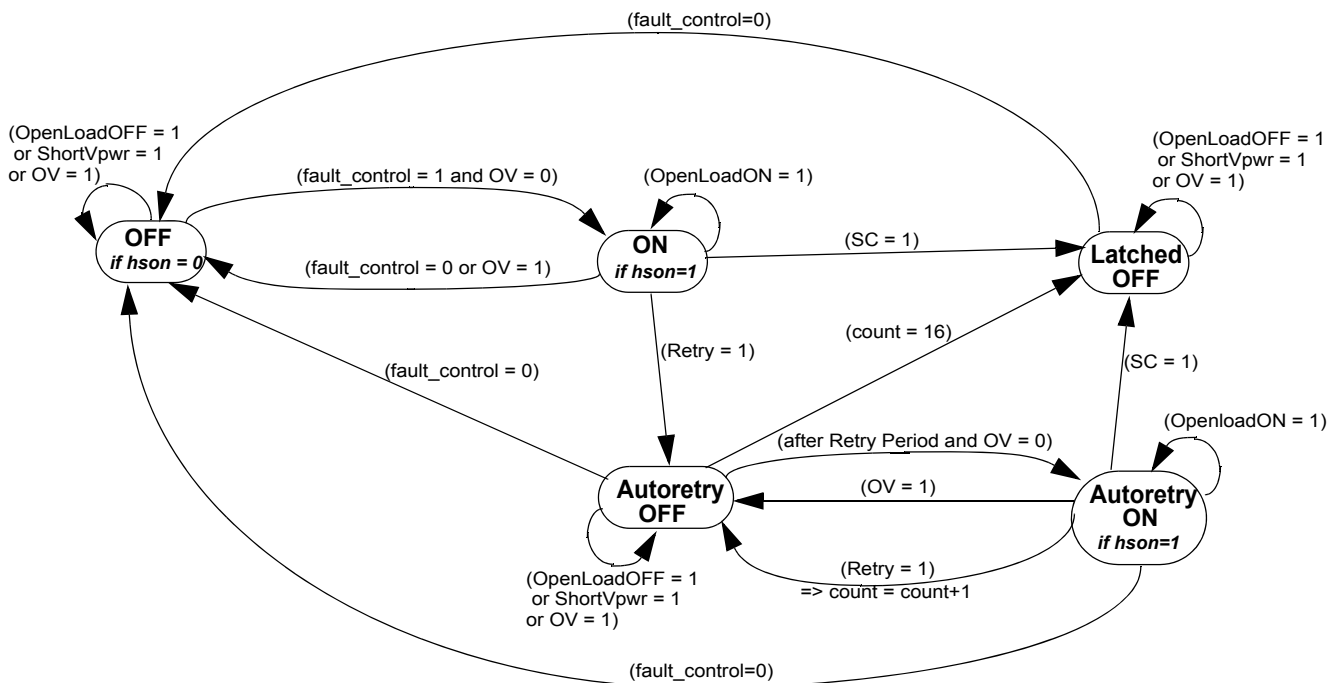 (fault_control=0)
(OpenLoadOFF = 1
or ShortVpwr = 1
or OV = 1)
(fault_control = 1 and OV = 0)
(OpenLoadON = 1)
(OpenLoadOFF = 1
or ShortVpwr = 1
or OV = 1)
OFF
if hson = 0
ON
if hson=1
(SC = 1)
Latched
OFF
(fault_control = 0 or OV = 1)
(count = 16)
(Retry = 1)
(fault_control = 0)
(SC = 1)
(OpenloadON = 1)
(after Retry Period and OV = 0)
Autoretry
OFF
(OV = 1)
Autoretry
ON
if hson=1
(Retry = 1)
=> count = count+1
(OpenLoadOFF = 1
or ShortVpwr = 1
or OV = 1)
(fault_control=0)